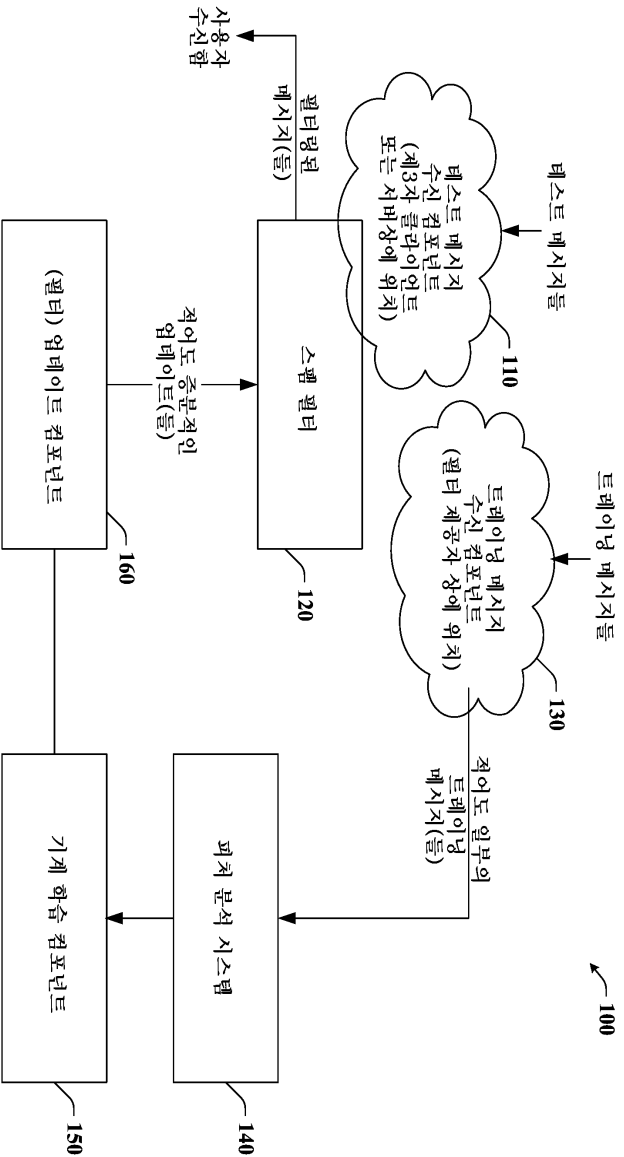 100
테스트 메시지들
테스트 메시지
수신 컴포넌트
(제3자 클라이언트
또는 서버상에 위치)
110
트레이닝 메시지들
트레이닝 메시지
수신 컴포넌트
(필터 제공자 상에 위치)
130
필터링된
메시지(들)
사용자
수신함
스팸 필터
120
적어도 일부의
트레이닝
메시지(들)
적어도 증분적인
업데이트(들)
피처 분석 시스템
140
(필터) 업데이트 컴포넌트
160
기계 학습 컴포넌트
150